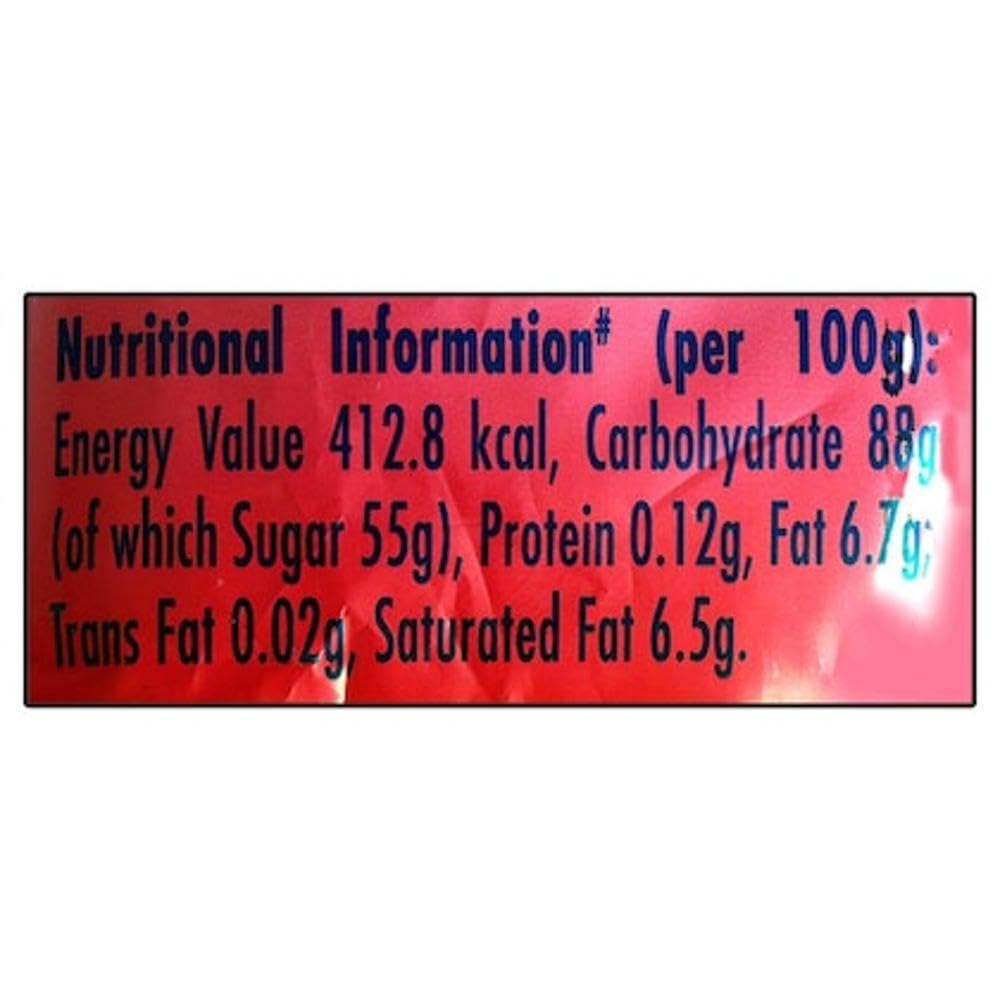 Nutritional Information# (per 100g):
Energy Value 412.8 kcal, Carbohydrate 88g
(of which Sugar 55g), Protein 0.12g, Fat 6.7g;
Trans Fat 0.02g, Saturated Fat 6.5g.